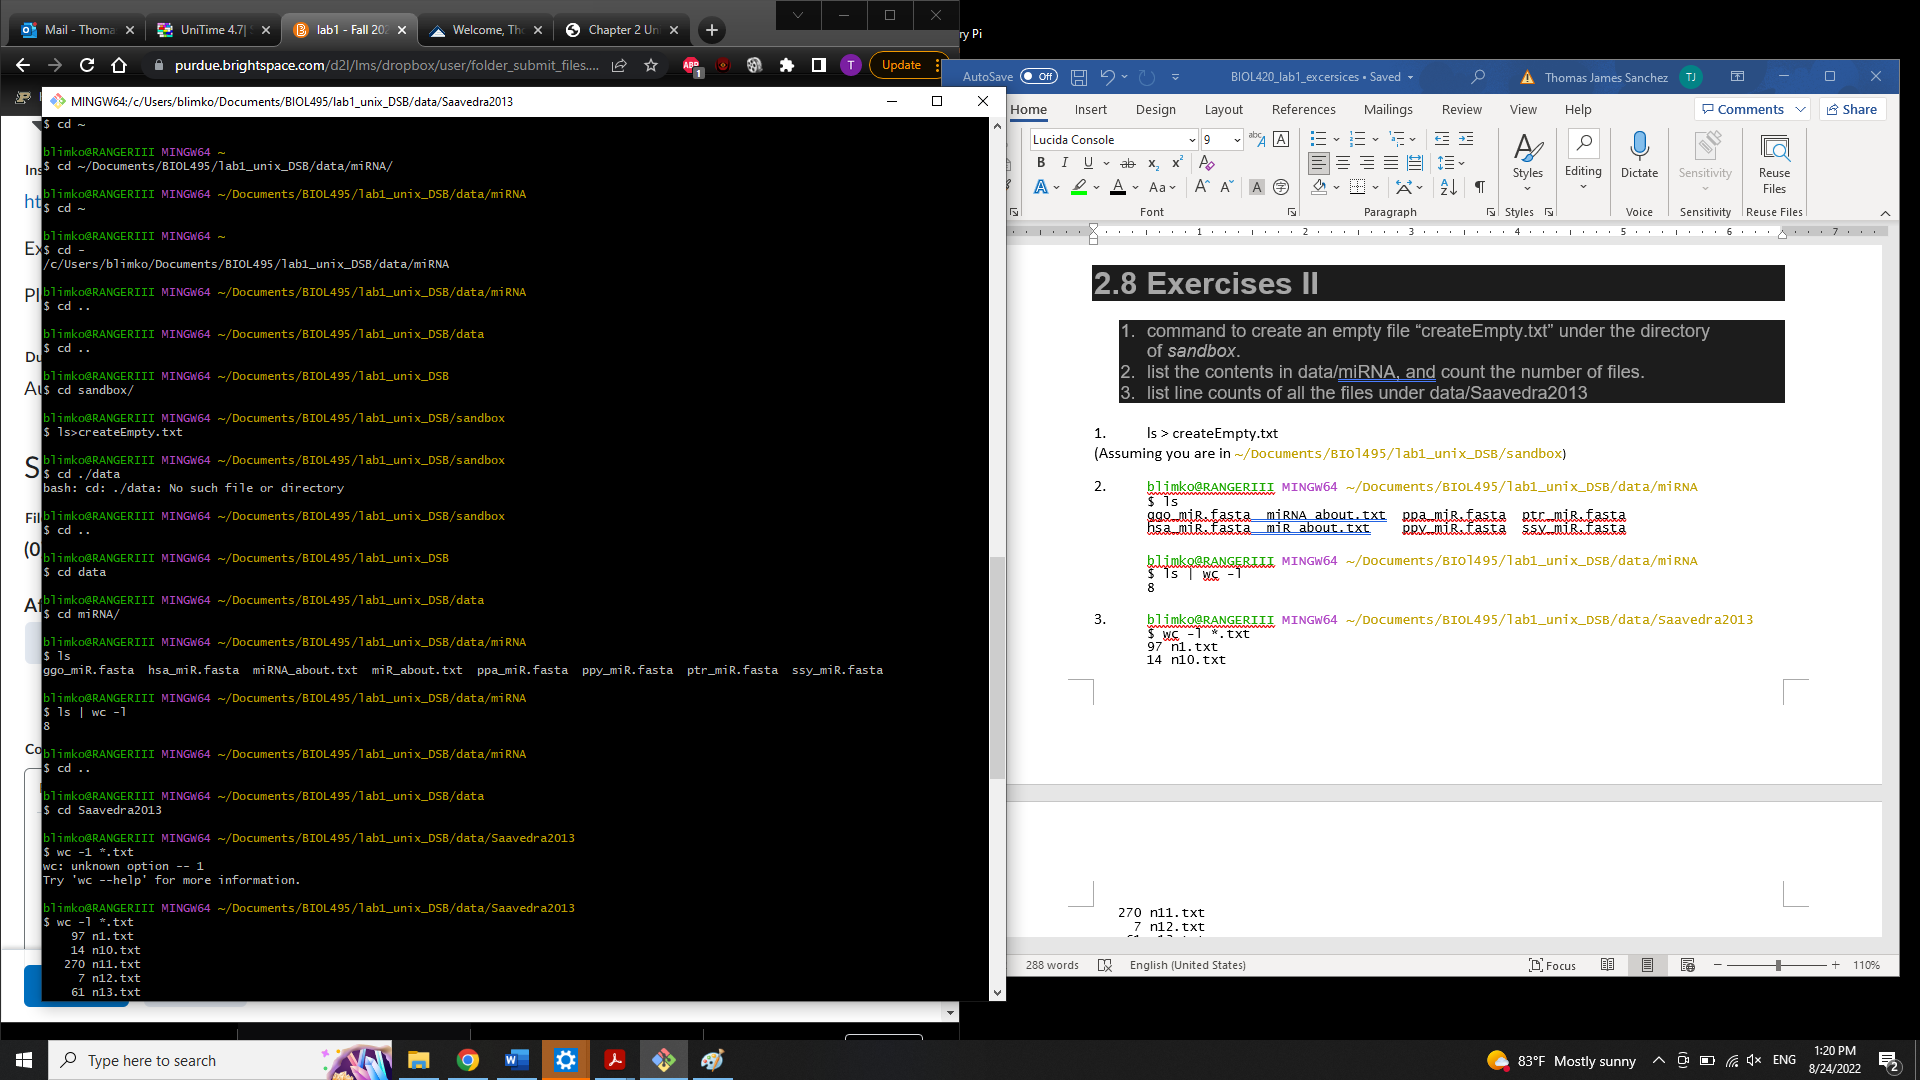 Mail - Thoma
UniTime 4.7| S
lab1 - Fall 202
Welcome, Th
Chapter 2 Un
ry Pi
purdue.brightspace.com/d2l/lms/dropbox/user/folder_submit_files....
ABP
1
T
Update
MINGW64:/c/Users/blimko/Documents/BIOL495/lab1_unix_DSB/data/Saavedra2013
$ cd ~
blimko@RANGERIII MINGW64 ~
$ cd ~/Documents/BIOL495/lab1_unix_DSB/data/miRNA/
blimko@RANGERIII MINGW64 ~/Documents/BIOL495/lab1_unix_DSB/data/miRNA
$ cd ~
blimko@RANGERIII MINGW64 ~
$ cd -
/c/Users/blimko/Documents/BIOL495/lab1_unix_DSB/data/miRNA
blimko@RANGERIII MINGW64 ~/Documents/BIOL495/lab1_unix_DSB/data/miRNA
$ cd ..
blimko@RANGERIII MINGW64 ~/Documents/BIOL495/lab1_unix_DSB/data
$ cd ..
blimko@RANGERIII MINGW64 ~/Documents/BIOL495/lab1_unix_DSB
$ cd sandbox/
blimko@RANGERIII MINGW64 ~/Documents/BIOL495/lab1_unix_DSB/sandbox
$ ls>createEmpty.txt
blimko@RANGERIII MINGW64 ~/Documents/BIOL495/lab1_unix_DSB/sandbox
$ cd ./data
bash: cd: ./data: No such file or directory
blimko@RANGERIII MINGW64 ~/Documents/BIOL495/lab1_unix_DSB/sandbox
$ cd ..
blimko@RANGERIII MINGW64 ~/Documents/BIOL495/lab1_unix_DSB
$ cd data
blimko@RANGERIII MINGW64 ~/Documents/BIOL495/lab1_unix_DSB/data
$ cd miRNA/
blimko@RANGERIII MINGW64 ~/Documents/BIOL495/lab1_unix_DSB/data/miRNA
$ ls
ggo_miR.fasta hsa_miR.fasta miRNA_about.txt miR_about.txt ppa_miR.fasta ppy_miR.fasta ptr_miR.fasta ssy_miR.fasta
blimko@RANGERIII MINGW64 ~/Documents/BIOL495/lab1_unix_DSB/data/miRNA
$ ls | wc -l
8
blimko@RANGERIII MINGW64 ~/Documents/BIOL495/lab1_unix_DSB/data/miRNA
$ cd ..
blimko@RANGERIII MINGW64 ~/Documents/BIOL495/lab1_unix_DSB/data
$ cd Saavedra2013
blimko@RANGERIII MINGW64 ~/Documents/BIOL495/lab1_unix_DSB/data/Saavedra2013
$ wc -1 *.txt
wc: unknown option -- 1
Try 'wc --help' for more information.
blimko@RANGERIII MINGW64 ~/Documents/BIOL495/lab1_unix_DSB/data/Saavedra2013
$ wc -l *.txt
97 n1.txt
14 n10.txt
270 n11.txt
7 n12.txt
61 n13.txt
AutoSave Off
BIOL420_lab1_excersices • Saved
Thomas James Sanchez
TJ
Home Insert Design Layout References Mailings Review View Help
Comments
Share
Lucida Console
9
Styles
Editing
Dictate
Sensitivity
Reuse Files
Font
Paragraph
Styles
Voice
Sensitivity
Reuse Files
1 2 3 4 5 6 7
2.8 Exercises II
1. command to create an empty file “createEmpty.txt” under the directory
of sandbox.
2. list the contents in data/miRNA, and count the number of files.
3. list line counts of all the files under data/Saavedra2013
1. ls > createEmpty.txt
(Assuming you are in ~/Documents/BIOl495/lab1_unix_DSB/sandbox)
2. blimko@RANGERIII MINGW64 ~/Documents/BIOL495/lab1_unix_DSB/data/miRNA
$ ls
ggo_miR.fasta miRNA_about.txt ppa_miR.fasta ptr_miR.fasta
hsa_miR.fasta miR_about.txt ppy_miR.fasta ssy_miR.fasta
blimko@RANGERIII MINGW64 ~/Documents/BIOl495/lab1_unix_DSB/data/miRNA
$ ls | wc -l
8
3. blimko@RANGERIII MINGW64 ~/Documents/BIOL495/lab1_unix_DSB/data/Saavedra2013
$ wc -l *.txt
97 n1.txt
14 n10.txt
270 n11.txt
7 n12.txt
288 words
English (United States)
Focus
110%
Type here to search
83°F Mostly sunny
ENG
1:20 PM
8/24/2022
2